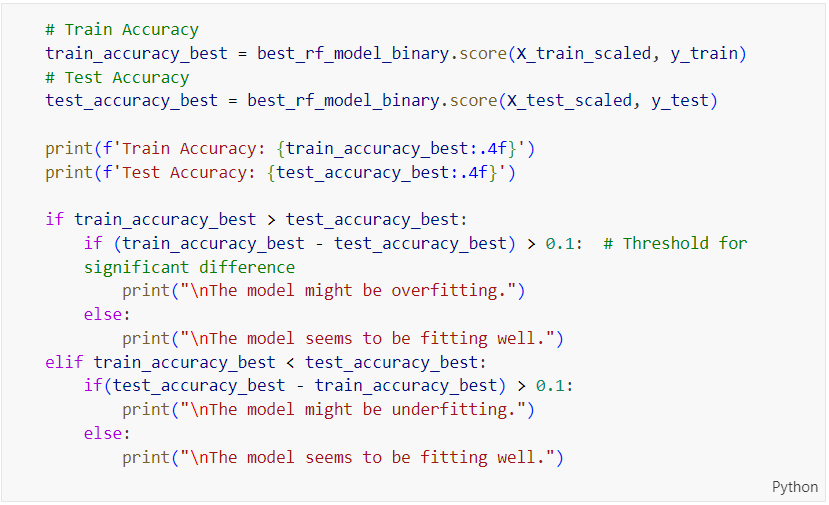 # Train Accuracy
train_accuracy_best = best_rf_model_binary.score(X_train_scaled, y_train)
# Test Accuracy
test_accuracy_best = best_rf_model_binary.score(X_test_scaled, y_test)

print(f'Train Accuracy: {train_accuracy_best:.4f}')
print(f'Test Accuracy: {test_accuracy_best:.4f}')

if train_accuracy_best > test_accuracy_best:
    if (train_accuracy_best - test_accuracy_best) > 0.1:  # Threshold for
    significant difference
        print("\nThe model might be overfitting.")
    else:
        print("\nThe model seems to be fitting well.")
elif train_accuracy_best < test_accuracy_best:
    if(test_accuracy_best - train_accuracy_best) > 0.1:
        print("\nThe model might be underfitting.")
    else:
        print("\nThe model seems to be fitting well.")
Python